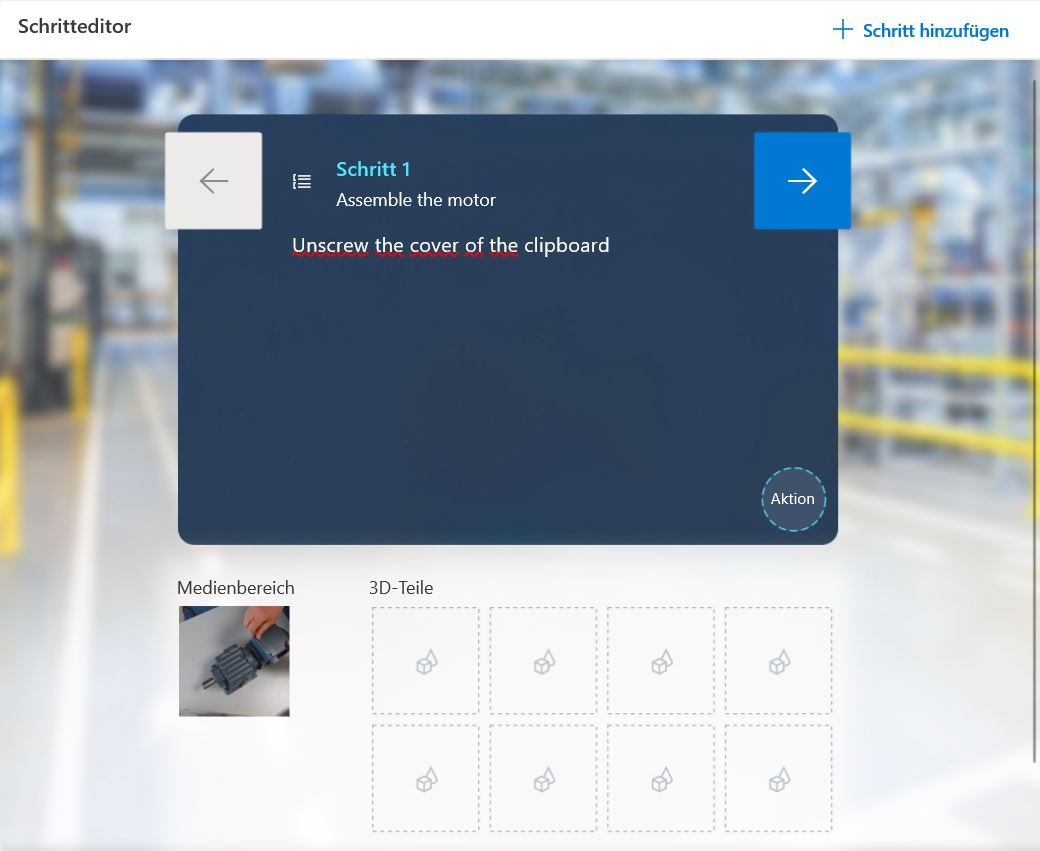 Schritteditor
Schritt hinzufügen
Schritt 1
Assemble the motor
Unscrew the cover of the clipboard
Aktion
Medienbereich
3D-Teile